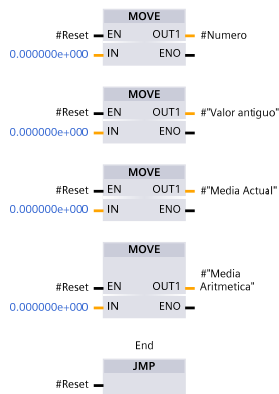 MOVE
#Reset EN OUT1 #Numero
0.000000e+000 IN ENO
MOVE
#Reset EN OUT1 #"Valor antiguo"
0.000000e+000 IN ENO
MOVE
#Reset EN OUT1 #"Media Actual"
0.000000e+000 IN ENO
MOVE
#"Media
#Reset EN OUT1 Aritmetica"
0.000000e+000 IN ENO
End
JMP
#Reset